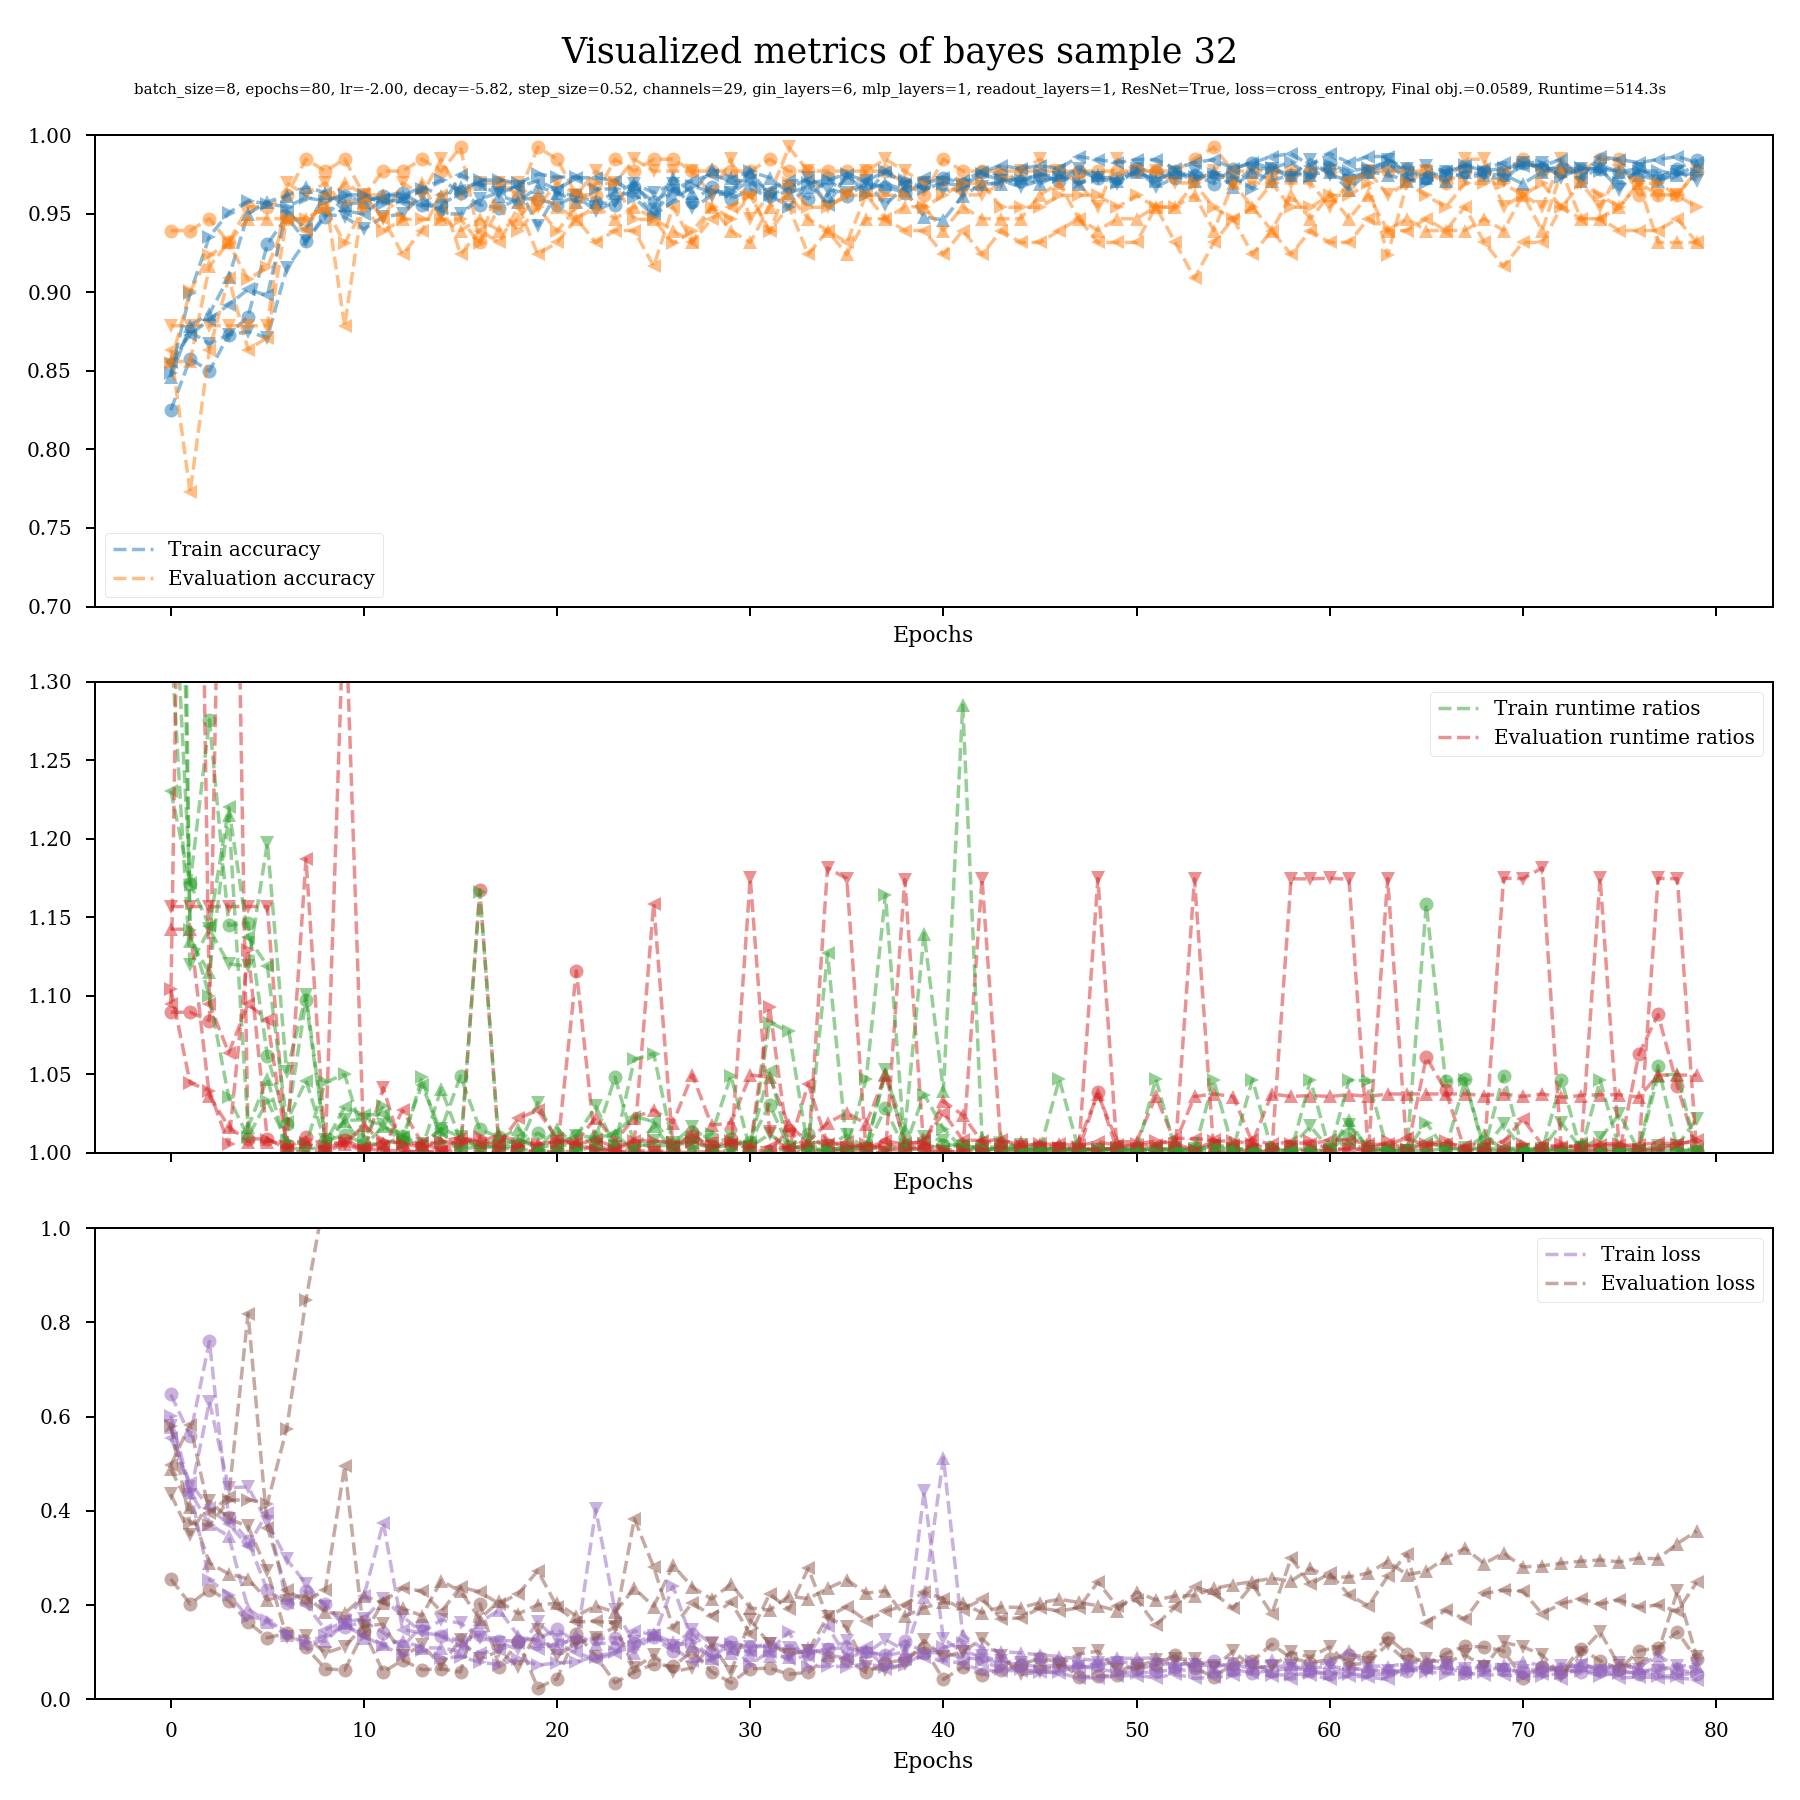 Visualized metrics of bayes sample 32
batch_size=8, epochs=80, lr=-2.00, decay=-5.82, step_size=0.52, channels=29, gin_layers=6, mlp_layers=1, readout_layers=1, ResNet=True, loss=cross_entropy, Final obj.=0.0589, Runtime=514.3s
1.00
0.95
0.90
0.85
0.80
0.75
0.70
Train accuracy
Evaluation accuracy
Epochs
1.30
1.25
1.20
1.15
1.10
1.05
1.00
Train runtime ratios
Evaluation runtime ratios
Epochs
1.0
0.8
0.6
0.4
0.2
0.0
Train loss
Evaluation loss
0 10 20 30 40 50 60 70 80
Epochs